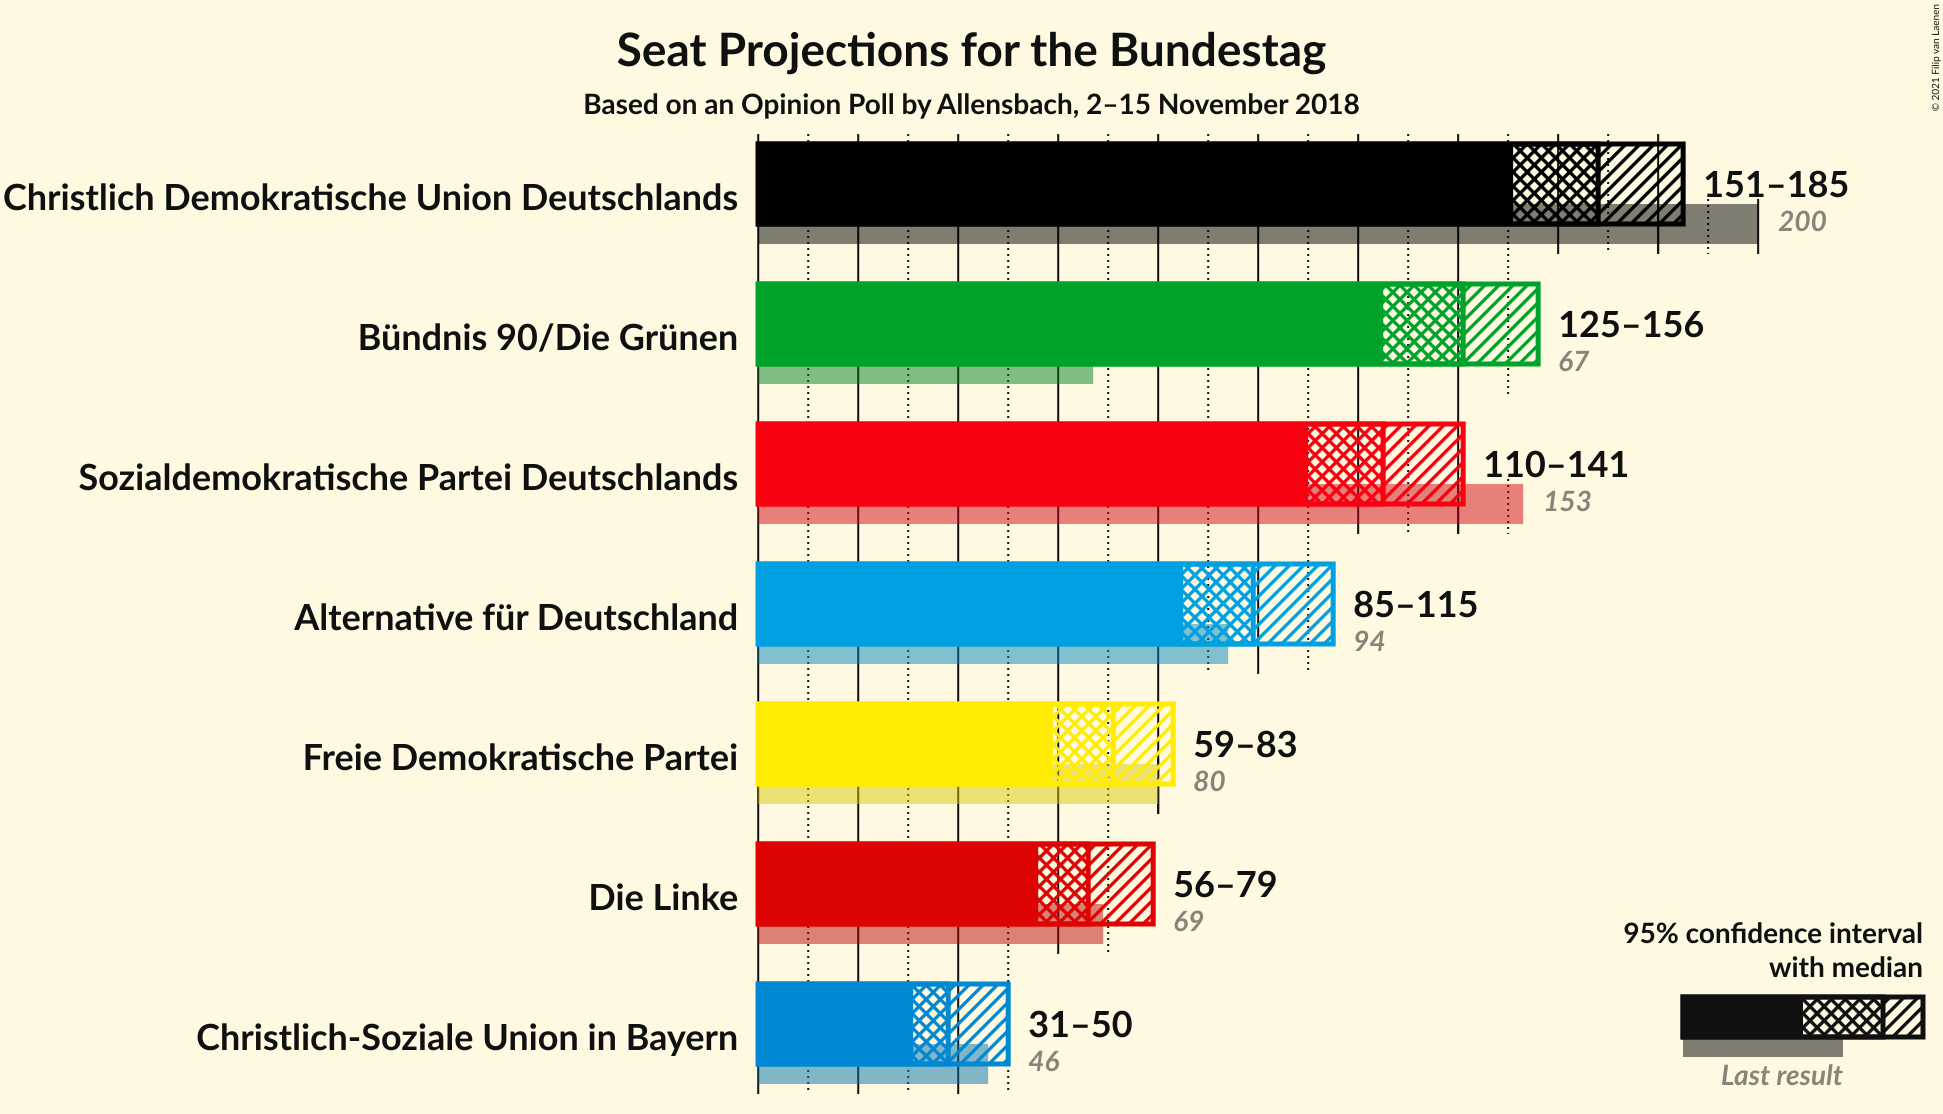 Seat Projections for the Bundestag
Based on an Opinion Poll by Allensbach, 2–15 November 2018
© 2021 Filip van Laenen
Christlich Demokratische Union Deutschlands
151–185
200
Bündnis 90/Die Grünen
125–156
67
Sozialdemokratische Partei Deutschlands
110–141
153
Alternative für Deutschland
85–115
94
Freie Demokratische Partei
59–83
80
Die Linke
56–79
69
Christlich-Soziale Union in Bayern
31–50
46
95% confidence interval
with median
Last result